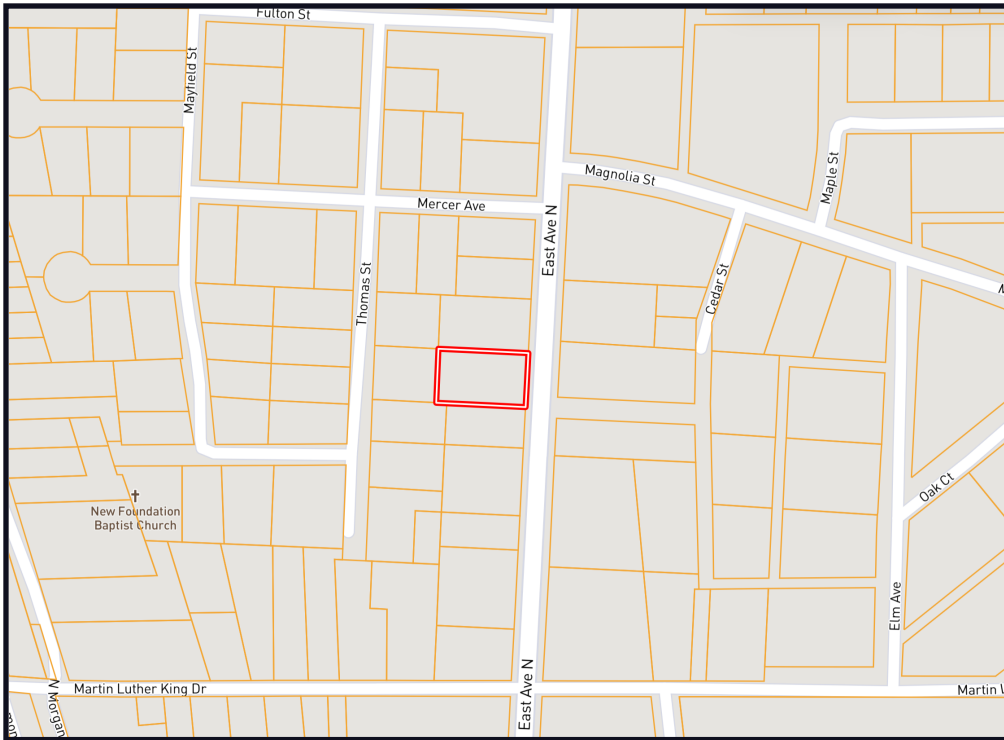 Fulton St
Mayfield St
Magnolia St
Maple St
Mercer Ave
East Ave N
Thomas St
Cedar St
Oak Ct
New Foundation
Baptist Church
Elm Ave
East Ave N
Martin Luther King Dr
N Morgan
Martin